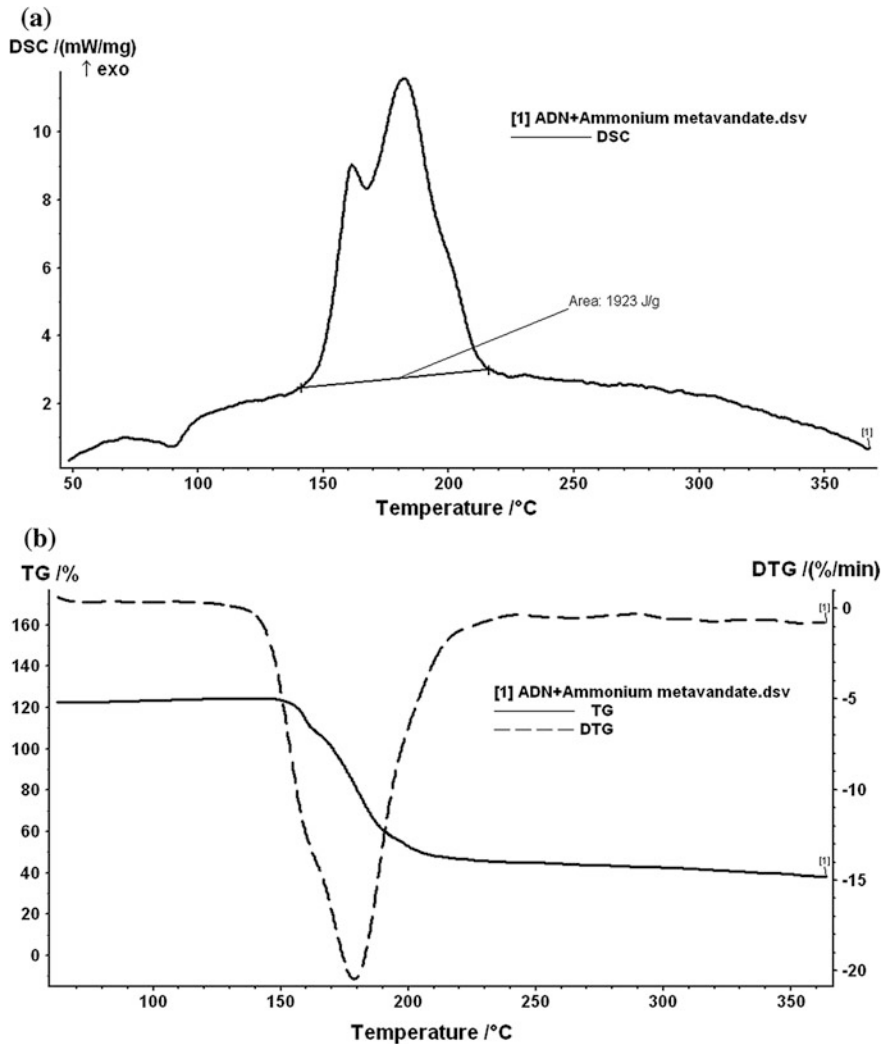 (a)
DSC /(mW/mg)
↑ exo
[1] ADN+Ammonium metavandate.dsv
DSC
10
8
6
4
2
Area: 1923 J/g
[1]
50 100 150 200 250 300 350
Temperature /°C
(b)
TG /% DTG /(%/min)
160
140
120
100
80
60
40
20
0
[1] ADN+Ammonium metavandate.dsv
TG
DTG
[1]
[1]
0
-5
-10
-15
-20
100 150 200 250 300 350
Temperature /°C